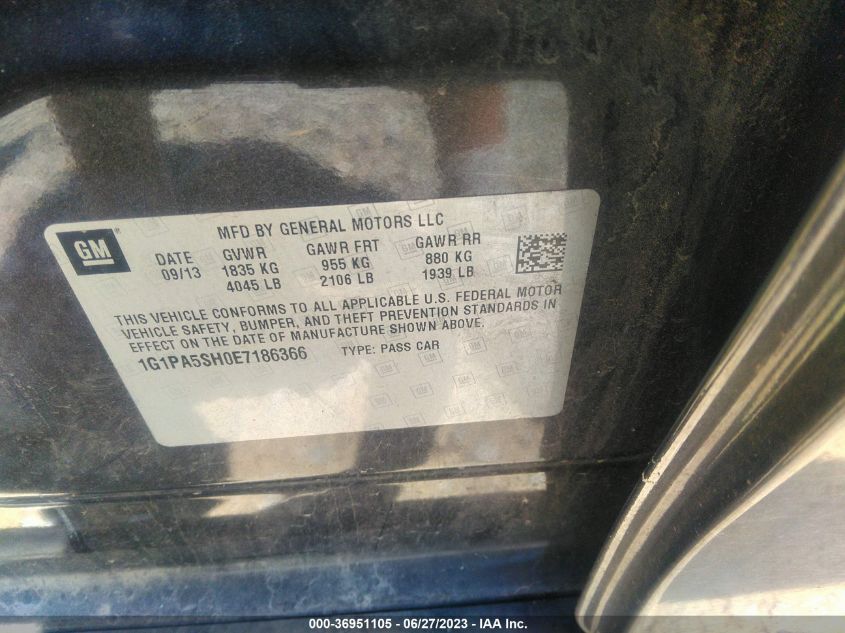 GM
®
MFD BY GENERAL MOTORS LLC
DATE GVWR GAWR FRT GAWR RR
09/13 1835 KG 955 KG 880 KG
4045 LB 2106 LB 1939 LB
THIS VEHICLE CONFORMS TO ALL APPLICABLE U.S. FEDERAL MOTOR
VEHICLE SAFETY, BUMPER, AND THEFT PREVENTION STANDARDS IN
EFFECT ON THE DATE OF MANUFACTURE SHOWN ABOVE.
1G1PA5SH0E7186366 TYPE: PASS CAR
000-36951105 - 06/27/2023 - IAA Inc.